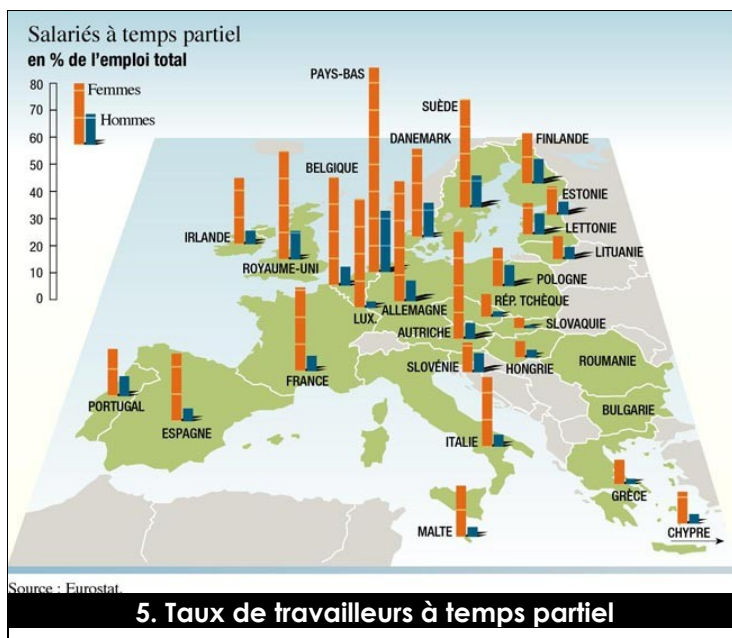 Salariés à temps partiel
en % de l'emploi total
80
70
60
50
40
30
20
10
0
Femmes
Hommes
PAYS-BAS
SUÈDE
DANEMARK
FINLANDE
BELGIQUE
ESTONIE
LETTONIE
IRLANDE
LITUANIE
ROYAUME-UNI
POLOGNE
RÉP. TCHÈQUE
ALLEMAGNE
LUX.
SLOVAQUIE
AUTRICHE
ROUMANIE
SLOVÉNIE
HONGRIE
FRANCE
PORTUGAL
BULGARIE
ESPAGNE
ITALIE
GRÈCE
MALTE
CHYPRE
Source : Eurostat.
5. Taux de travailleurs à temps partiel